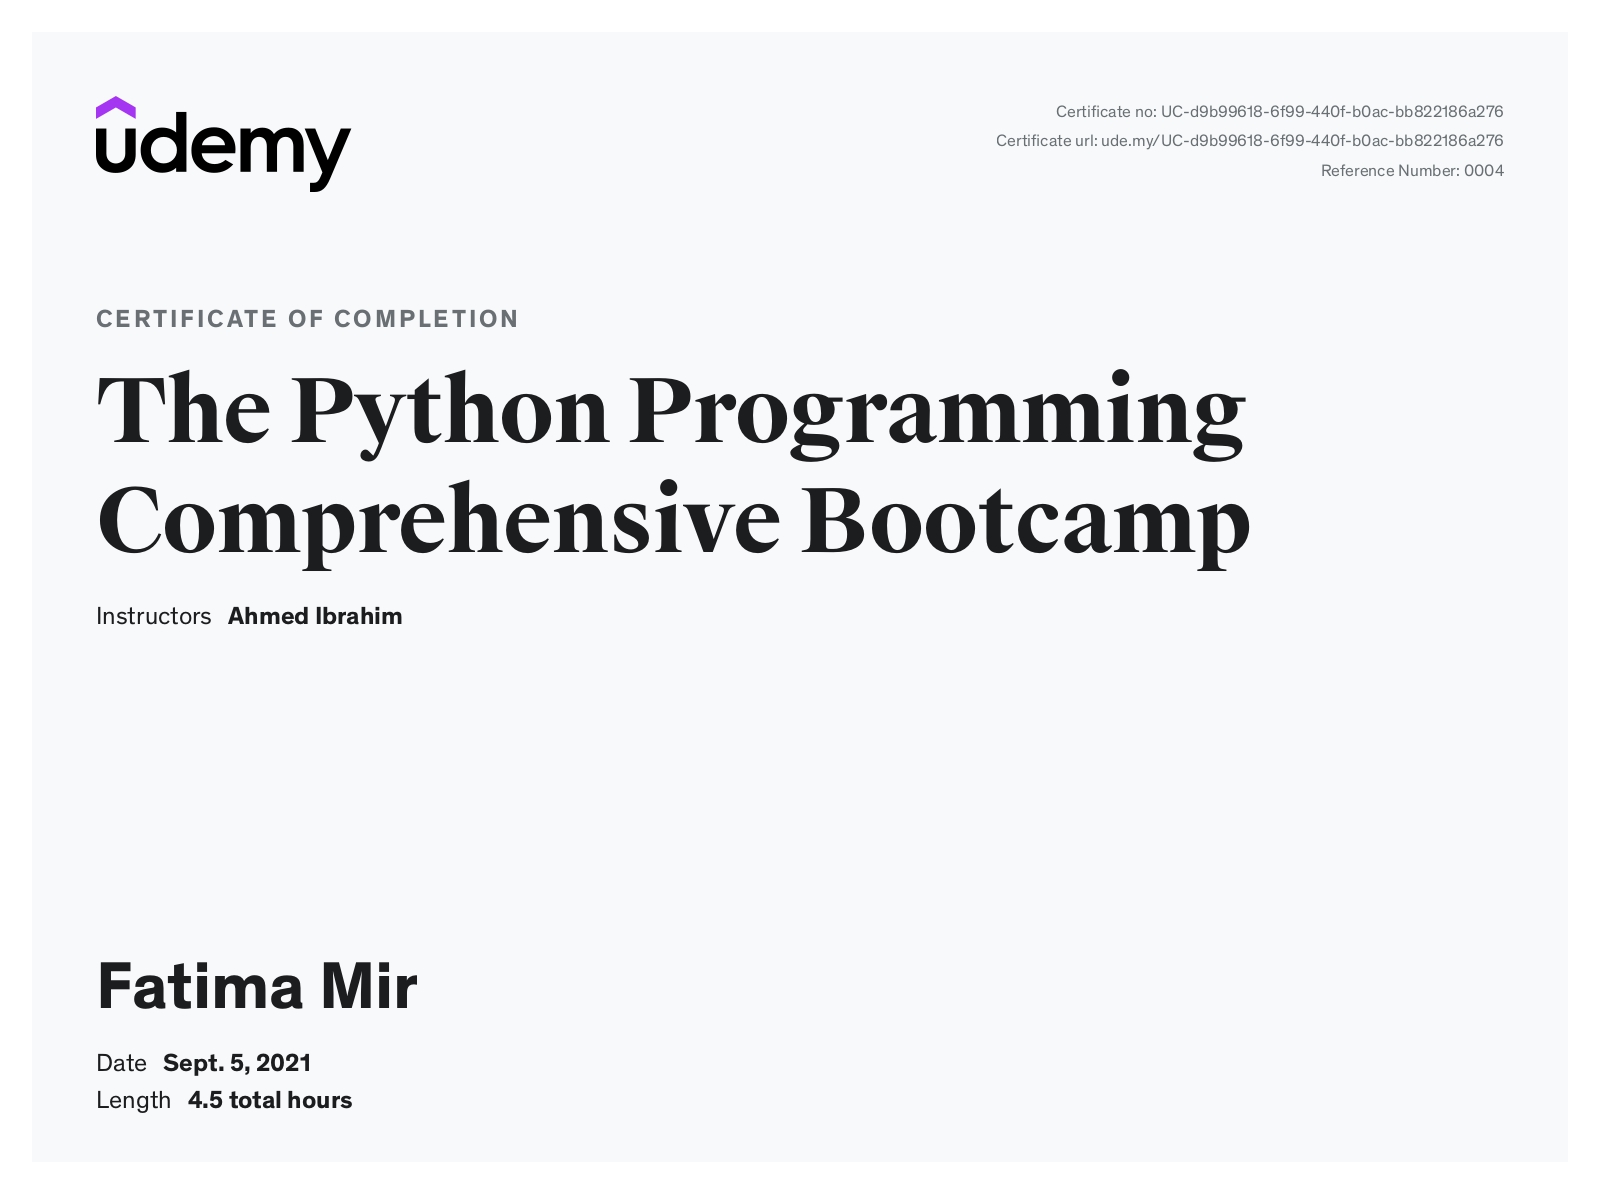 udemy
Certificate no: UC-d9b99618-6f99-440f-b0ac-bb822186a276
Certificate url: ude.my/UC-d9b99618-6f99-440f-b0ac-bb822186a276
Reference Number: 0004
CERTIFICATE OF COMPLETION
The Python Programming
Comprehensive Bootcamp
Instructors Ahmed Ibrahim
Fatima Mir
Date Sept. 5, 2021
Length 4.5 total hours